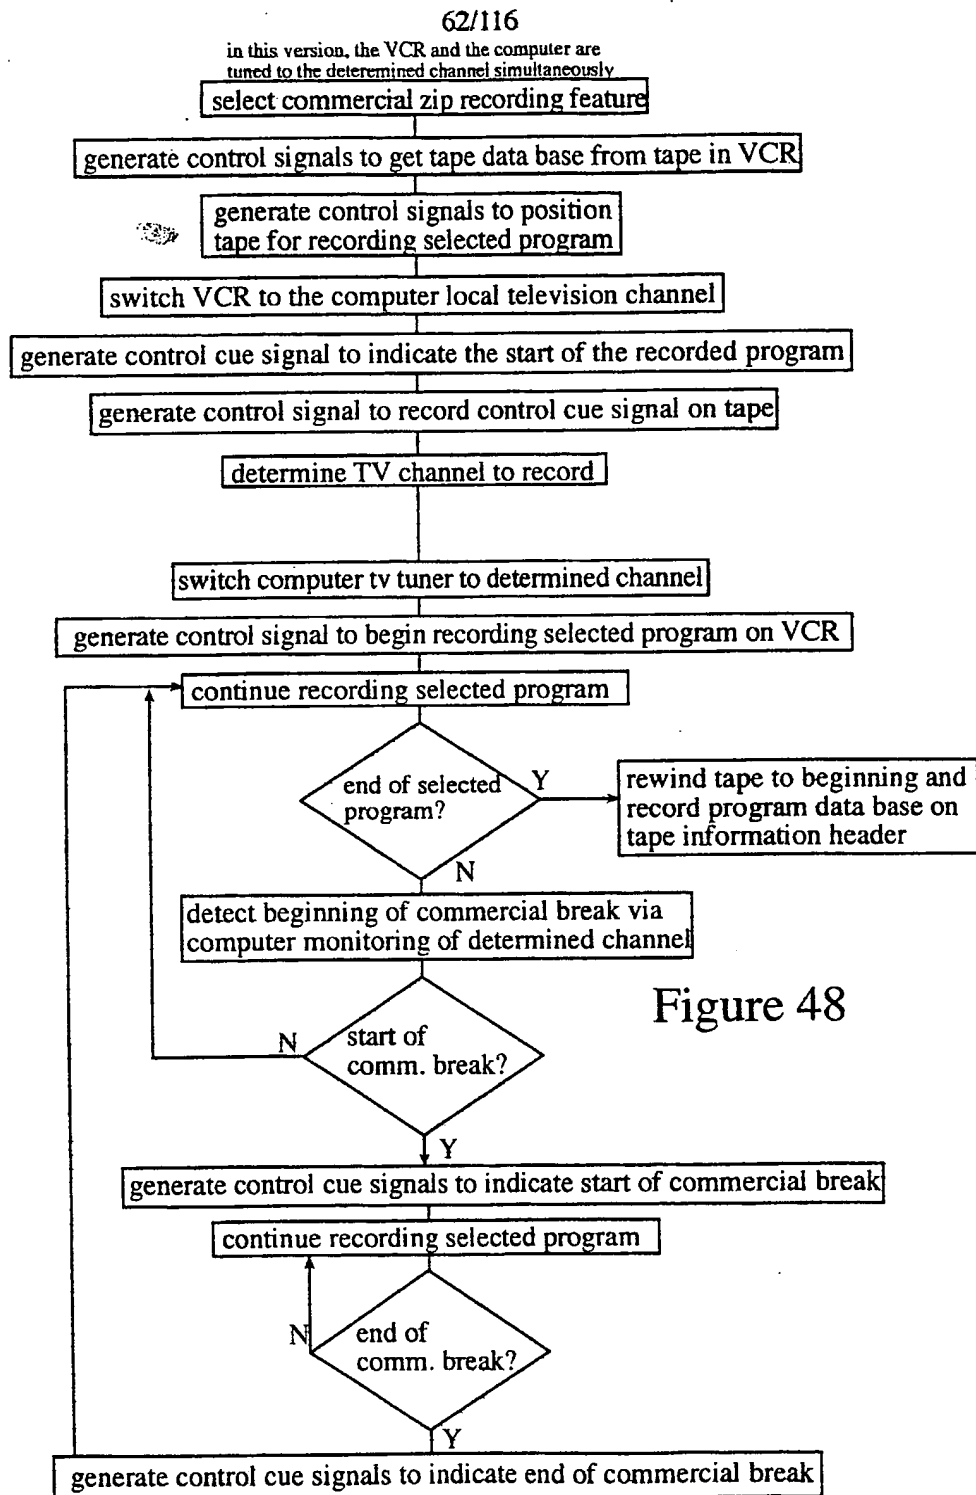 62/116
in this version, the VCR and the computer are
tuned to the deteremined channel simultaneously
select commercial zip recording feature
generate control signals to get tape data base from tape in VCR
generate control signals to position
tape for recording selected program
switch VCR to the computer local television channel
generate control cue signal to indicate the start of the recorded program
generate control signal to record control cue signal on tape
determine TV channel to record
switch computer tv tuner to determined channel
generate control signal to begin recording selected program on VCR
continue recording selected program
end of selected
program?
Y
rewind tape to beginning and
record program data base on
tape information header
N
detect beginning of commercial break via
computer monitoring of determined channel
Figure 48
N
start of
comm. break?
Y
generate control cue signals to indicate start of commercial break
continue recording selected program
N
end of
comm. break?
Y
generate control cue signals to indicate end of commercial break